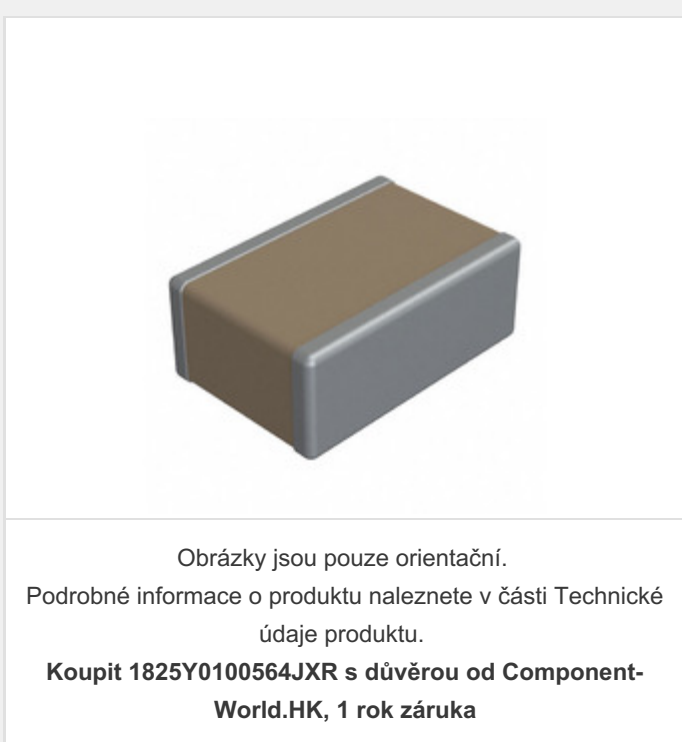 Obrázky jsou pouze orientační.
Podrobné informace o produktu naleznete v části Technické
údaje produktu.
Koupit 1825Y0100564JXR s důvěrou od Component-
World.HK, 1 rok záruka